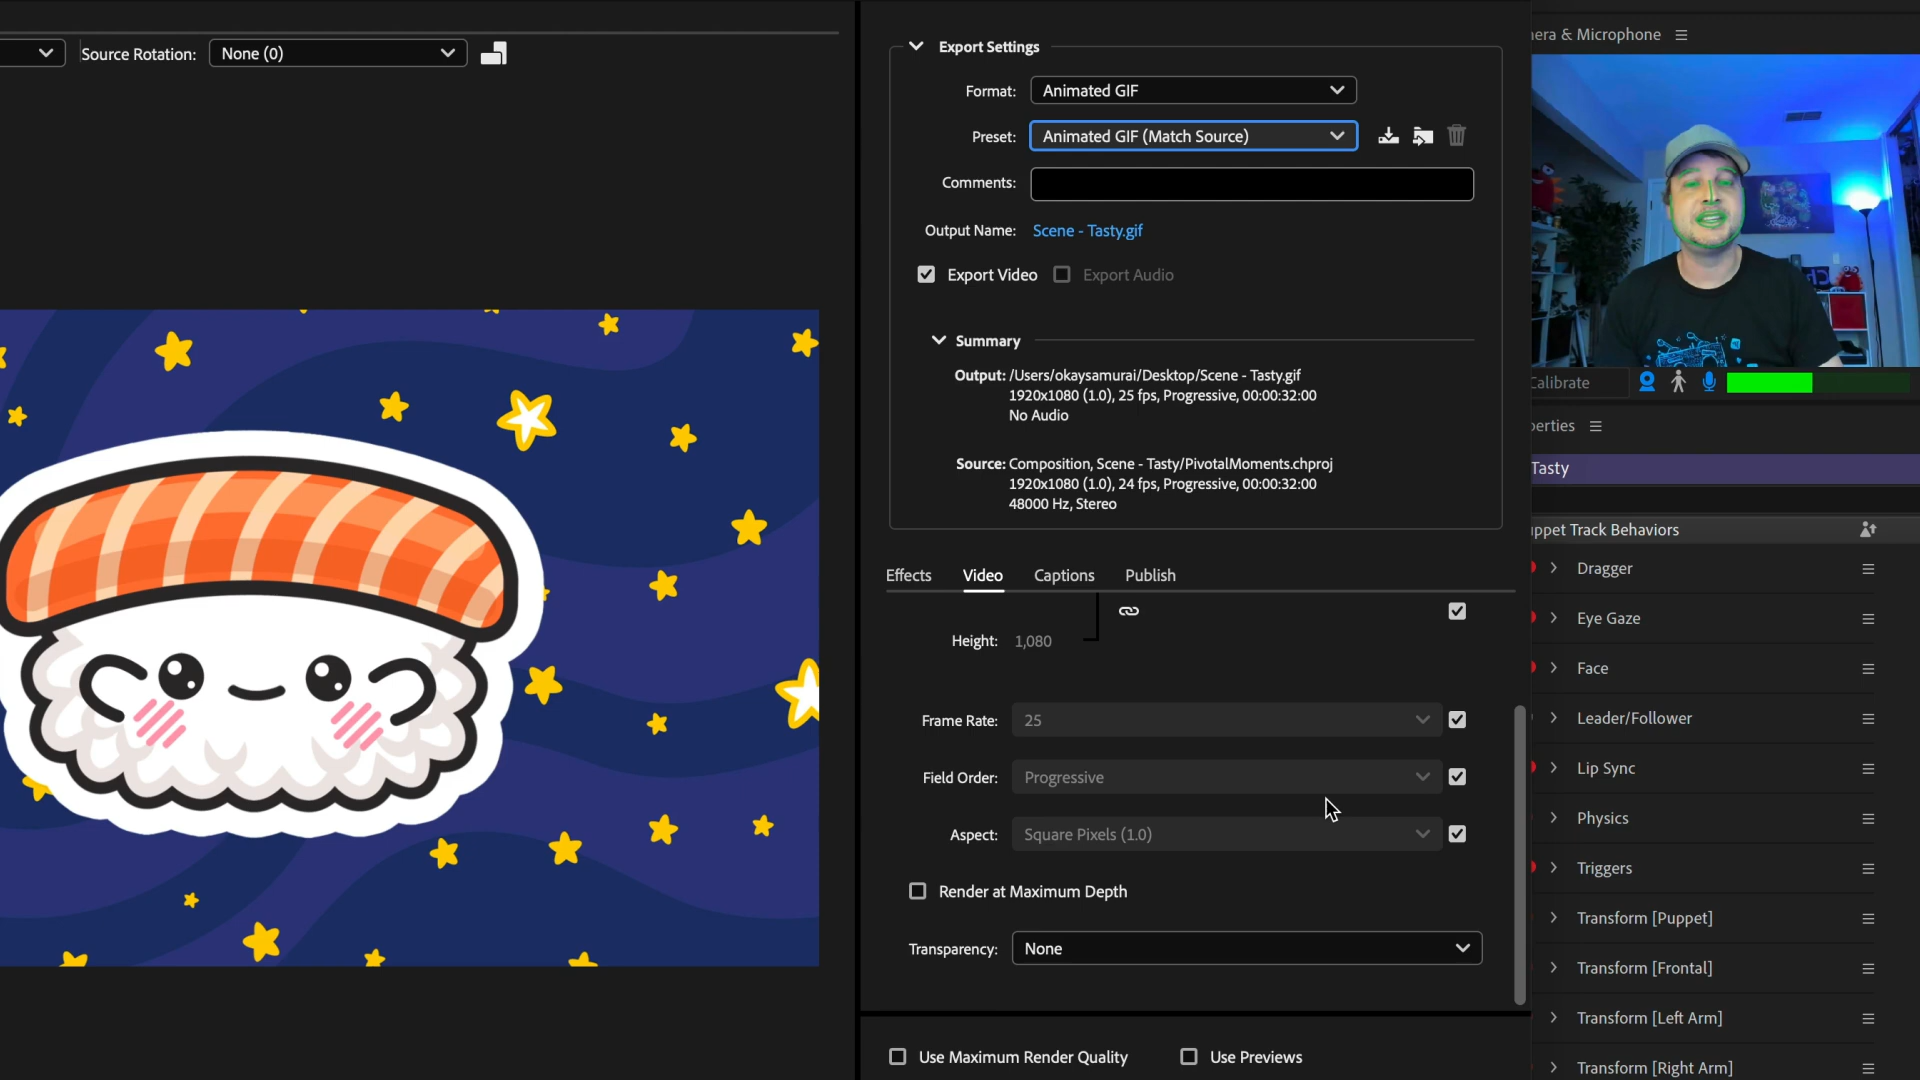 Source Rotation: None (0)
Export Settings
Format: Animated GIF
Preset: Animated GIF (Match Source)
Comments:
Output Name: Scene - Tasty.gif
Export Video Export Audio
Summary
Output: /Users/okaysamurai/Desktop/Scene - Tasty.gif
1920x1080 (1.0), 25 fps, Progressive, 00:00:32:00
No Audio
Source: Composition, Scene - Tasty/PivotalMoments.chproj
1920x1080 (1.0), 24 fps, Progressive, 00:00:32:00
48000 Hz, Stereo
Effects Video Captions Publish
Height: 1,080
Frame Rate: 25
Field Order: Progressive
Aspect: Square Pixels (1.0)
Render at Maximum Depth
Transparency: None
Use Maximum Render Quality Use Previews
era & Microphone
Calibrate
perties
Tasty
ppet Track Behaviors
Dragger
Eye Gaze
Face
Leader/Follower
Lip Sync
Physics
Triggers
Transform [Puppet]
Transform [Frontal]
Transform [Left Arm]
Transform [Right Arm]